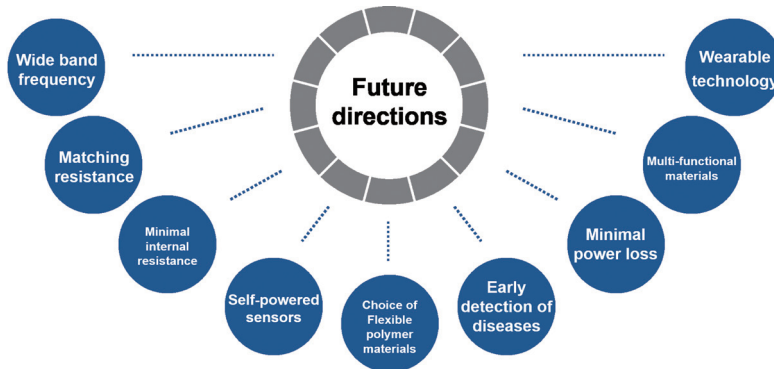 Future
directions
Wide band
frequency
Matching
resistance
Minimal
internal
resistance
Self-powered
sensors
Choice of
Flexible
polymer
materials
Early
detection of
diseases
Minimal
power loss
Multi-functional
materials
Wearable
technology